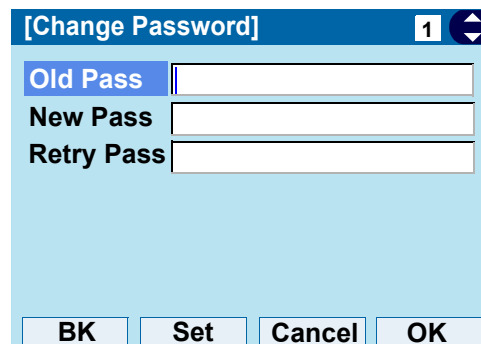 [Change Password] 1
Old Pass
New Pass
Retry Pass
BK Set Cancel OK